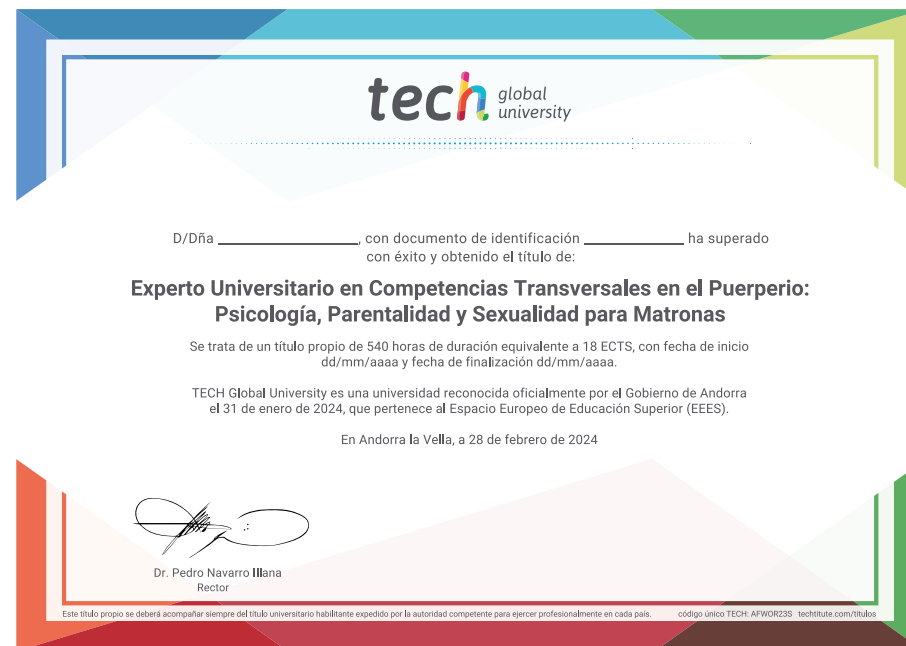 tech global university
D/Dña ____________________, con documento de identificación ______________ ha superado
con éxito y obtenido el título de:
Experto Universitario en Competencias Transversales en el Puerperio:
Psicología, Parentalidad y Sexualidad para Matronas
Se trata de un título propio de 540 horas de duración equivalente a 18 ECTS, con fecha de inicio
dd/mm/aaaa y fecha de finalización dd/mm/aaaa.
TECH Global University es una universidad reconocida oficialmente por el Gobierno de Andorra
el 31 de enero de 2024, que pertenece al Espacio Europeo de Educación Superior (EEES).
En Andorra la Vella, a 28 de febrero de 2024
Dr. Pedro Navarro Illana
Rector
Este título propio se deberá acompañar siempre del título universitario habilitante expedido por la autoridad competente para ejercer profesionalmente en cada país. código único TECH: AFWOR23S techtitute.com/titulos